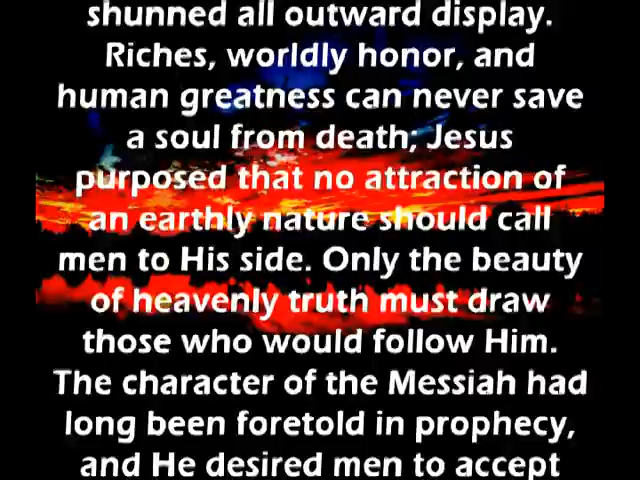 shunned all outward display.
Riches, worldly honor, and
human greatness can never save
a soul from death; Jesus
purposed that no attraction of
an earthly nature should call
men to His side. Only the beauty
of heavenly truth must draw
those who would follow Him.
The character of the Messiah had
long been foretold in prophecy,
and He desired men to accept